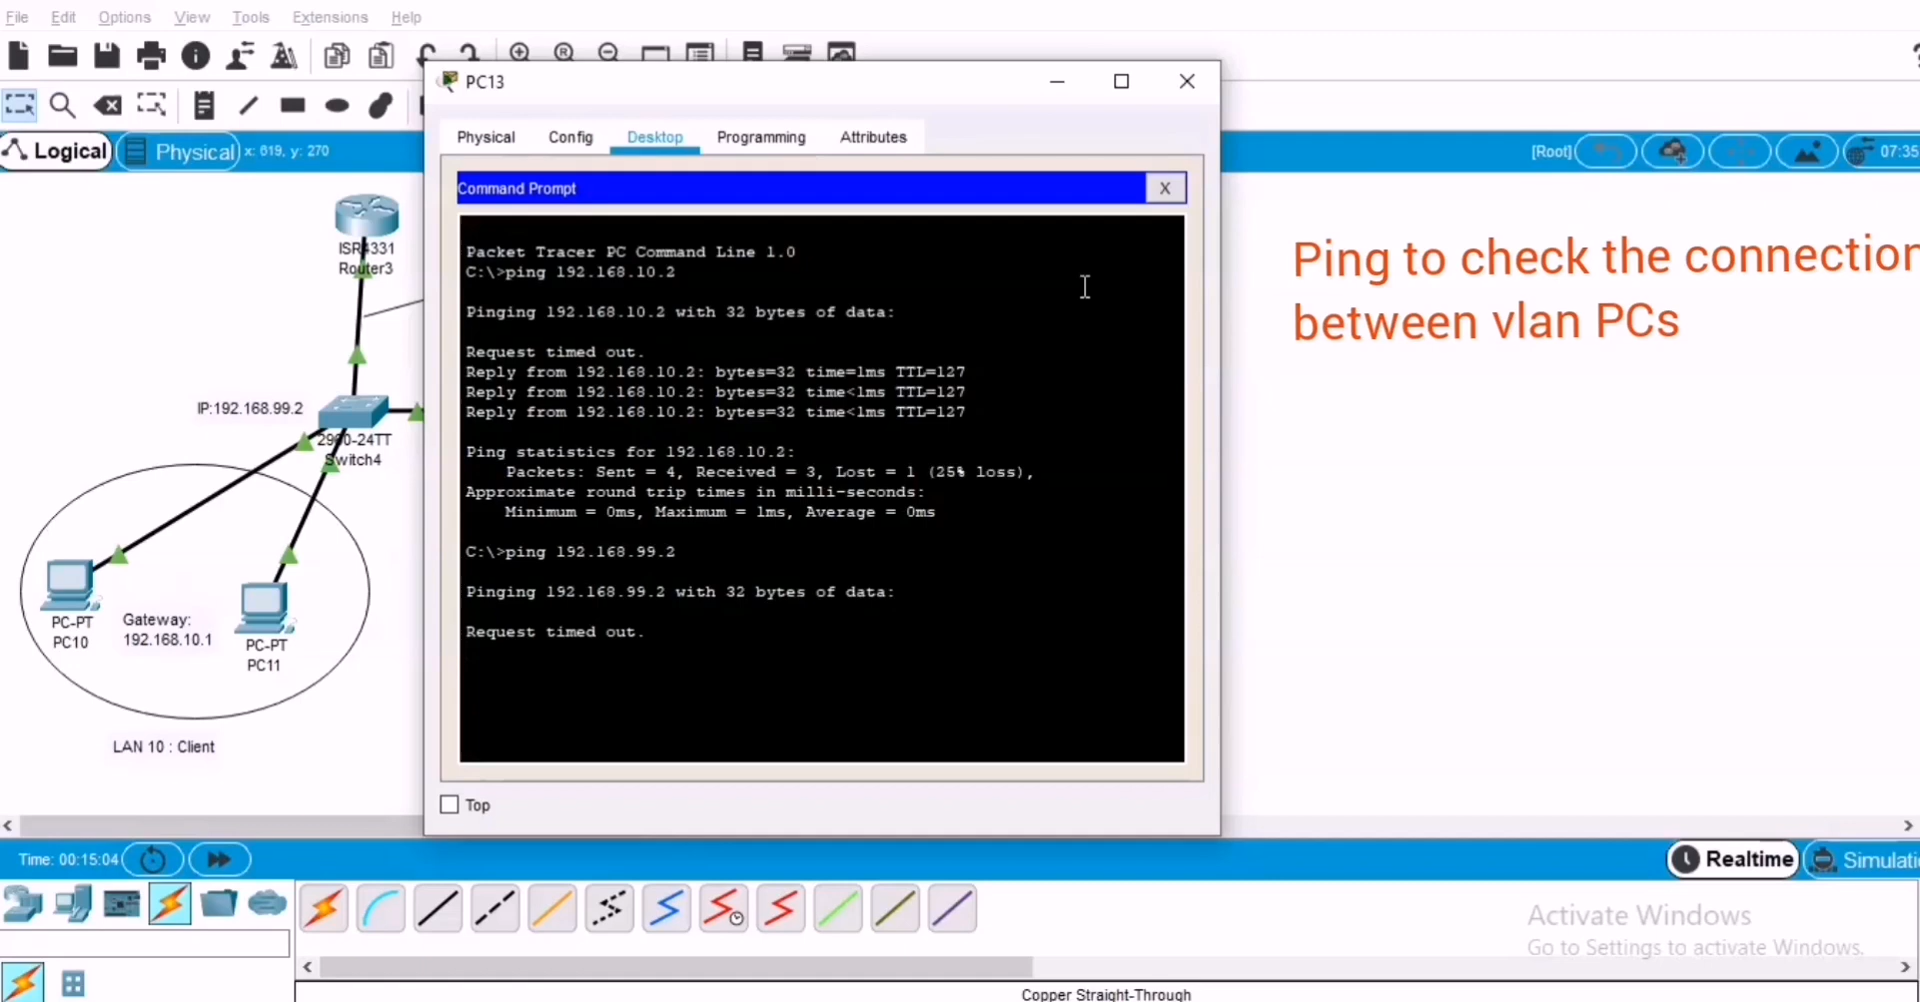 File Edit Options View Tools Extensions Help
PC13
Physical Config Desktop Programming Attributes
Logical Physical x: 619, y: 270 [Root] 07:35
Command Prompt X
Packet Tracer PC Command Line 1.0
C:\>ping 192.168.10.2
Pinging 192.168.10.2 with 32 bytes of data:
Request timed out.
Reply from 192.168.10.2: bytes=32 time=1ms TTL=127
Reply from 192.168.10.2: bytes=32 time<1ms TTL=127
Reply from 192.168.10.2: bytes=32 time<1ms TTL=127
Ping statistics for 192.168.10.2:
Packets: Sent = 4, Received = 3, Lost = 1 (25% loss),
Approximate round trip times in milli-seconds:
Minimum = 0ms, Maximum = 1ms, Average = 0ms
C:\>ping 192.168.99.2
Pinging 192.168.99.2 with 32 bytes of data:
Request timed out.
Top
ISR4331
Router3
IP:192.168.99.2
2960-24TT
Switch4
PC-PT
PC10
Gateway:
192.168.10.1
PC-PT
PC11
LAN 10 : Client
Ping to check the connection
between vlan PCs
Time: 00:15:04 Realtime Simulati
Activate Windows
Go to Settings to activate Windows.
Copper Straight-Through